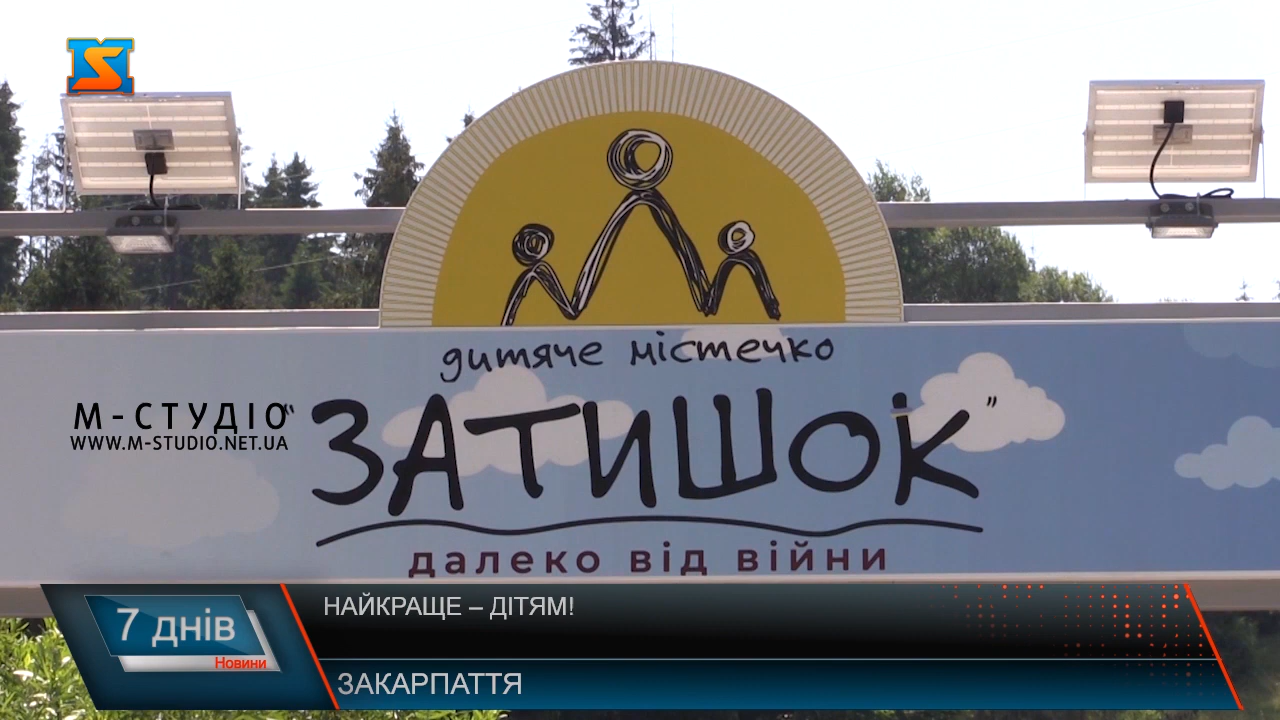 дитяче містечко
"ЗАТИШОК"
далеко від війни
М-СТУДІО
WWW.M-STUDIO.NET.UA
7 днів
Новини
НАЙКРАЩЕ – ДІТЯМ!
ЗАКАРПАТТЯ